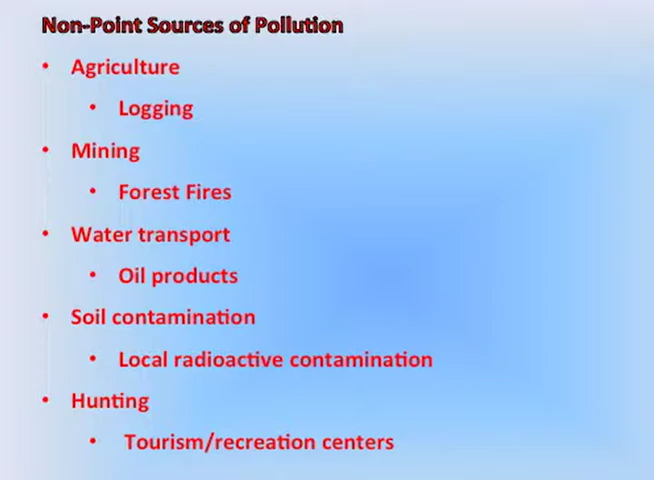 Non-Point Sources of Pollution
• Agriculture
• Logging
• Mining
• Forest Fires
• Water transport
• Oil products
• Soil contamination
• Local radioactive contamination
• Hunting
• Tourism/recreation centers